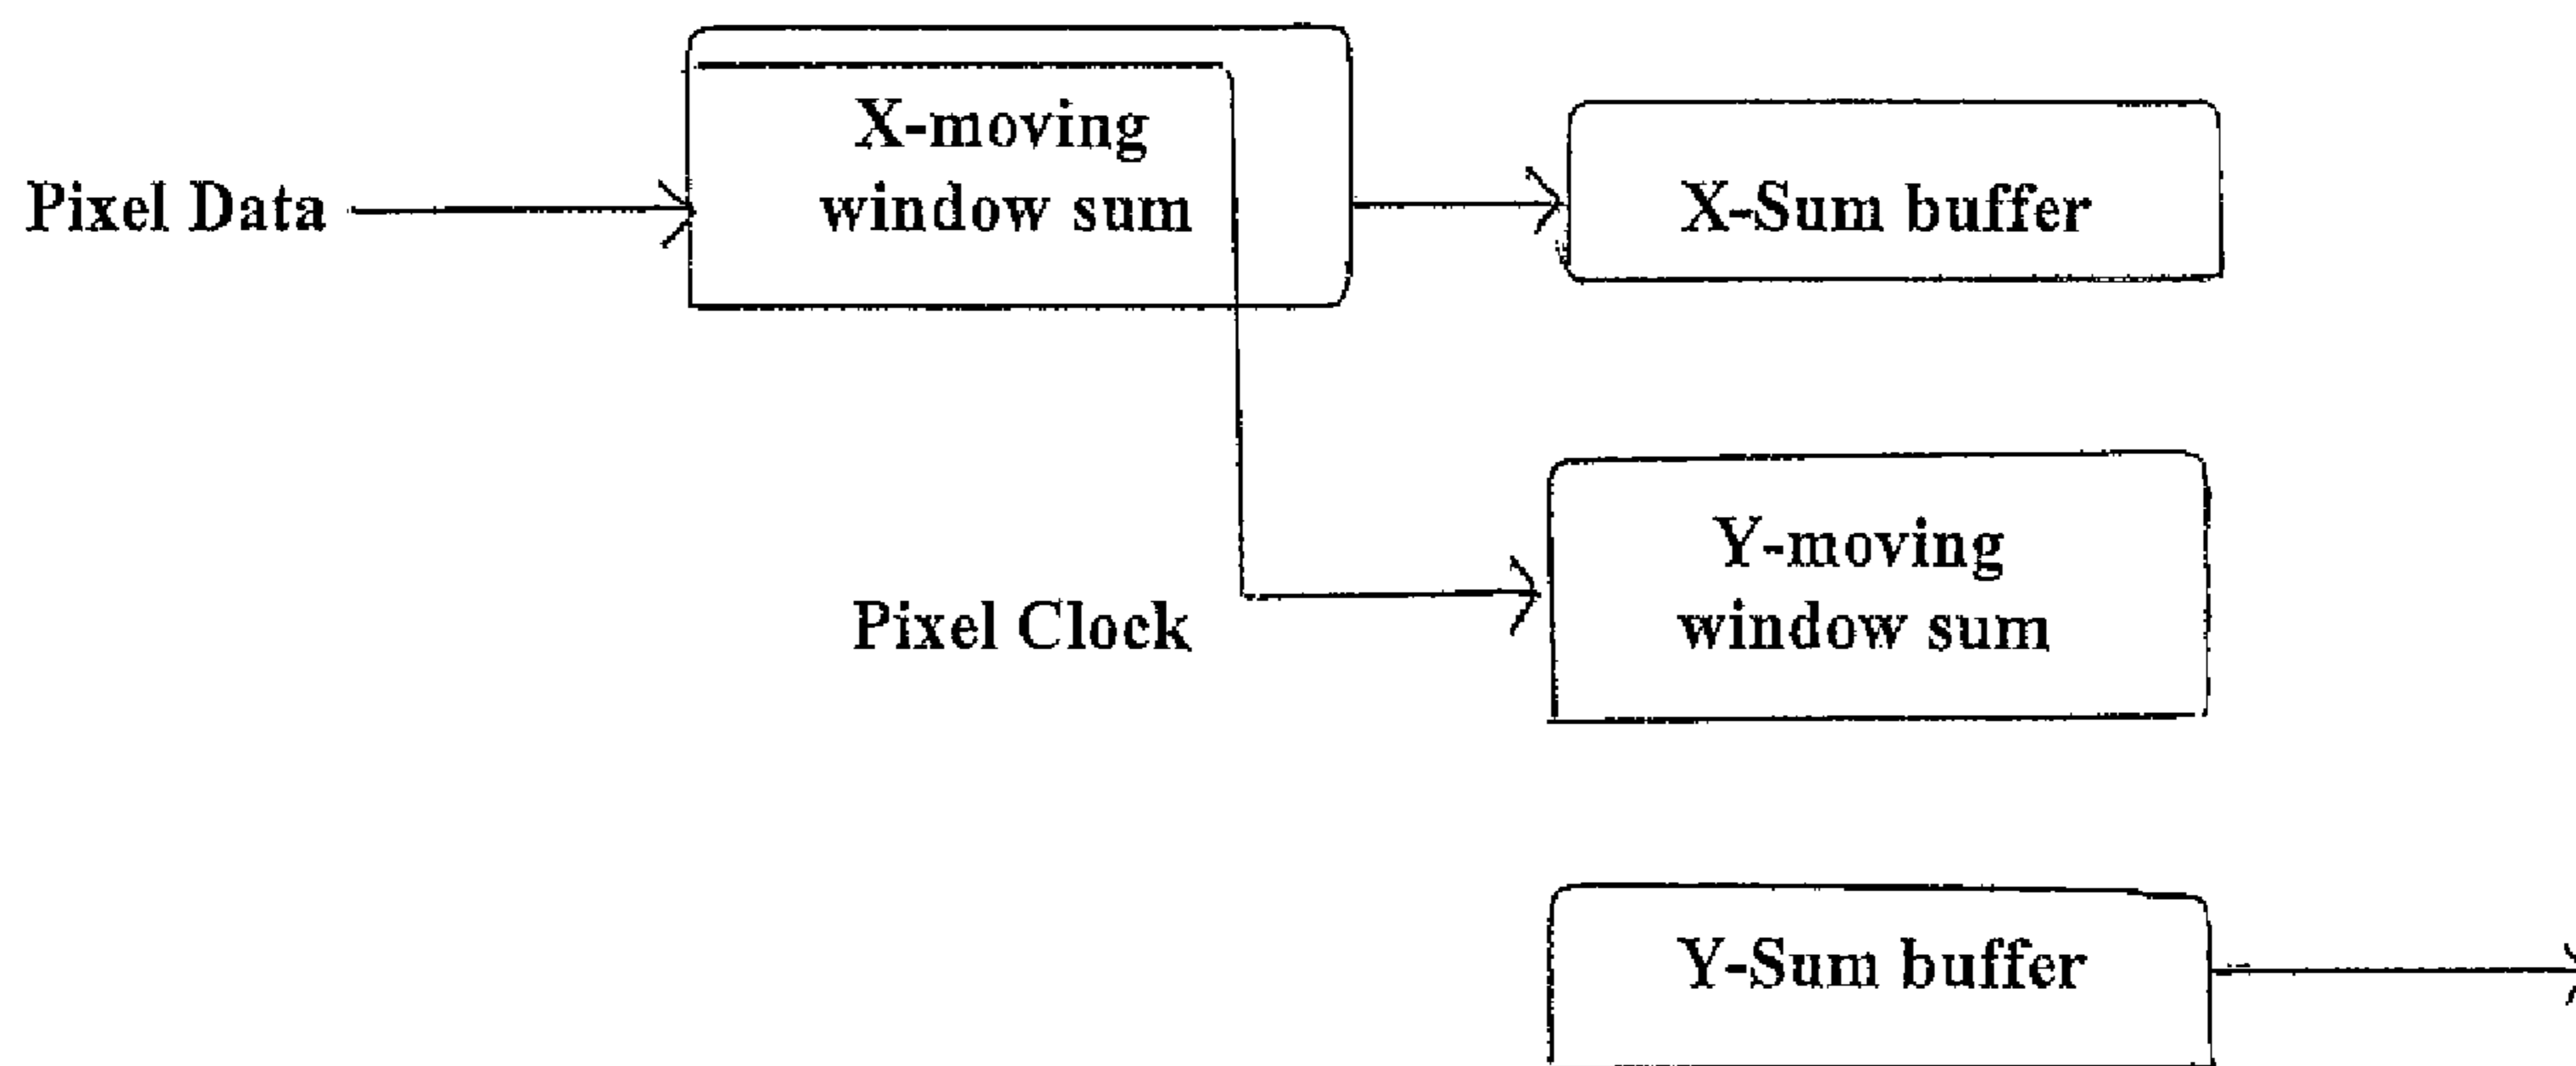 X-moving
window sum
Pixel Data
X-Sum buffer
Y-moving
window sum
Pixel Clock
Y-Sum buffer